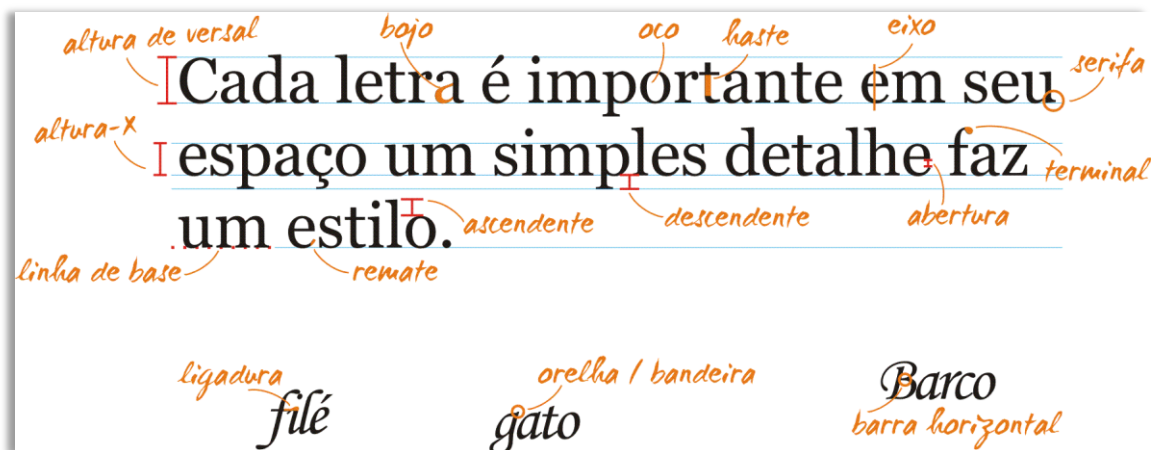 altura de versal bojo oco haste eixo
Cada letra é importante em seu serifa
altura-x
espaço um simples detalhe faz terminal
ascendente descendente abertura
um estilo.
linha de base remate
ligadura orelha / bandeira
filé gato Barco
barra horizontal